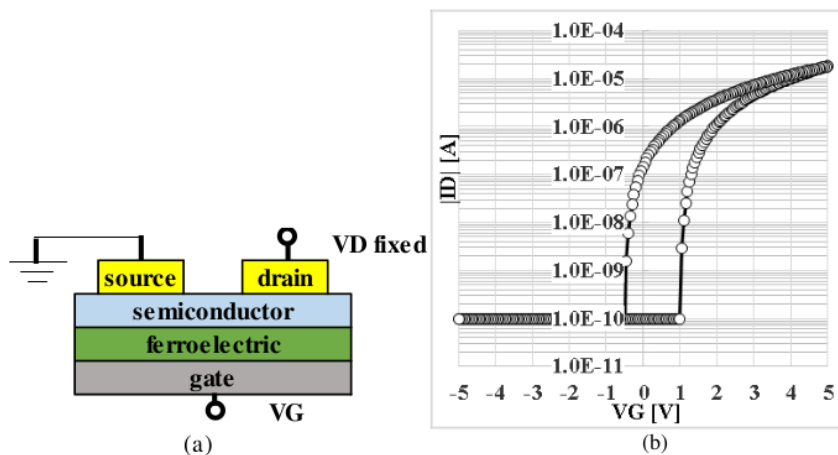 VD fixed
source
drain
semiconductor
ferroelectric
gate
VG
(a)
1.0E-04
1.0E-05
1.0E-06
1.0E-07
1.0E-08
1.0E-09
1.0E-10
1.0E-11
|ID| [A]
-5 -4 -3 -2 -1 0 1 2 3 4 5
VG [V]
(b)